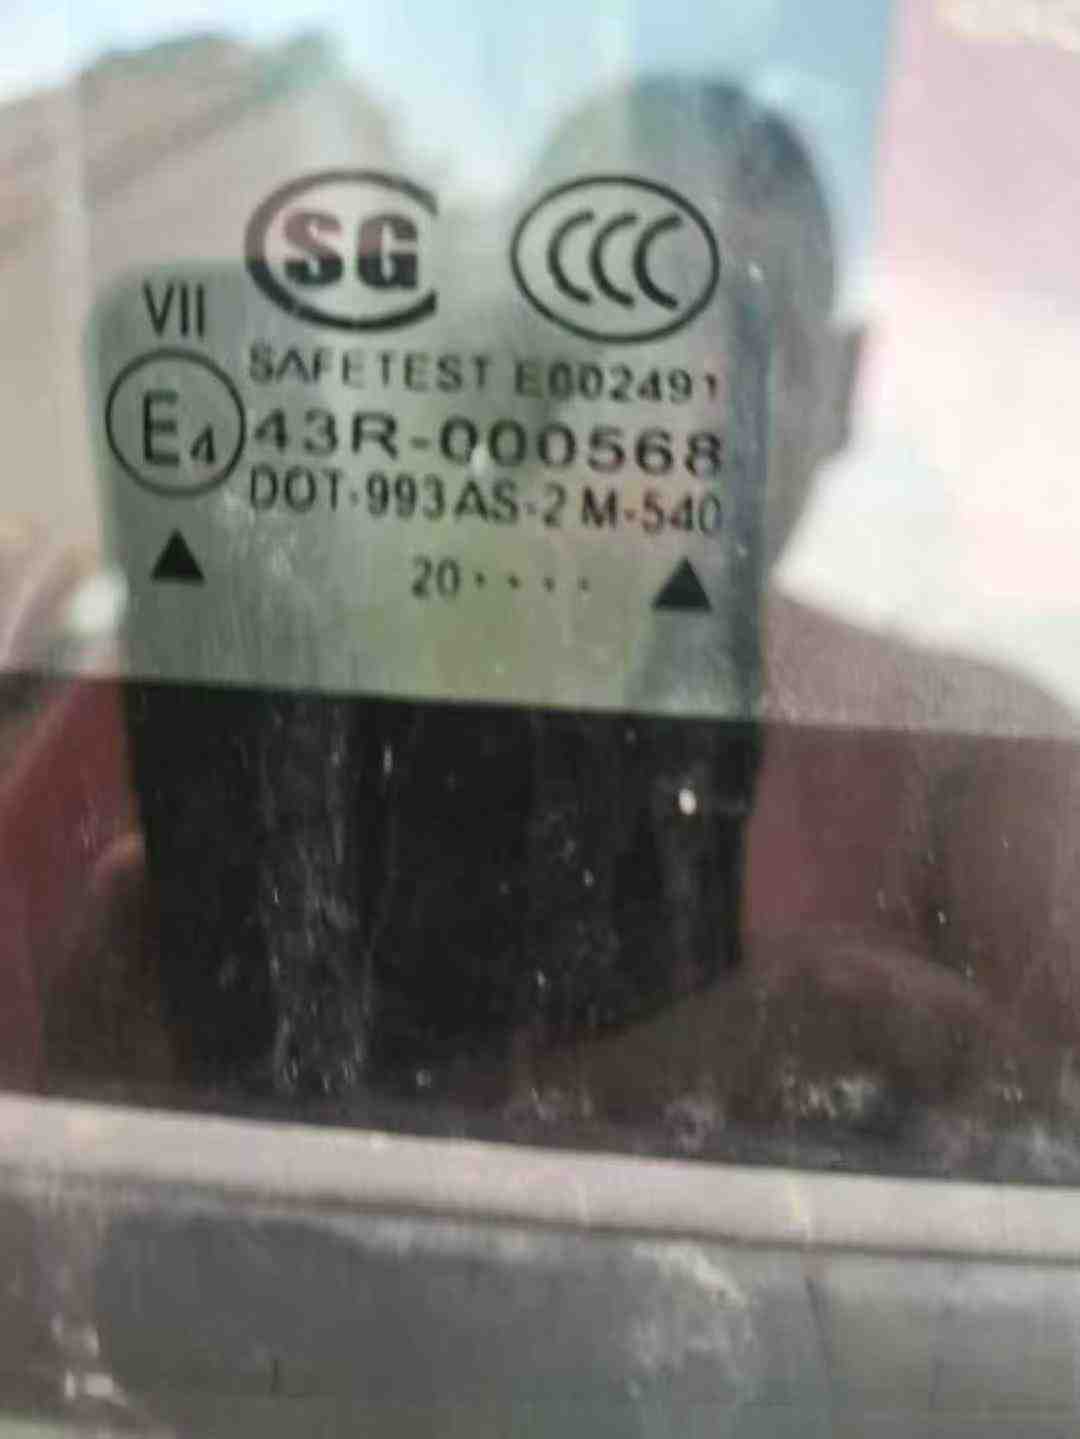 SG CCC
VII
SAFETEST E002491
E4 43R-000568
DOT-993 AS-2 M-540
▲ 20···· ▲